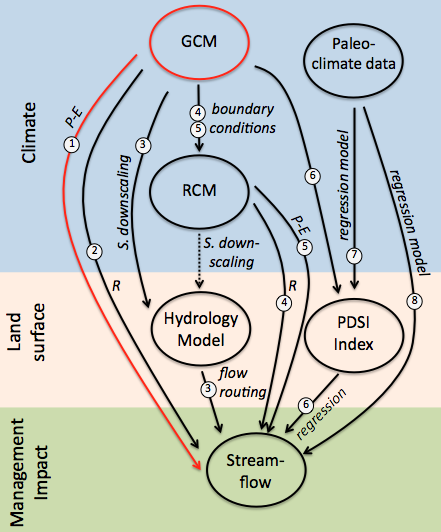 GCM
Paleo-
climate data
P-E
1
3
4
5
boundary
conditions
6
Climate
S. downscaling
RCM
regression model
regression model
P-E
5
2
R
S. down-
scaling
7
R
4
8
Land
surface
Hydrology
Model
PDSI
Index
3
flow
routing
6
regression
Management
Impact
Stream-
flow